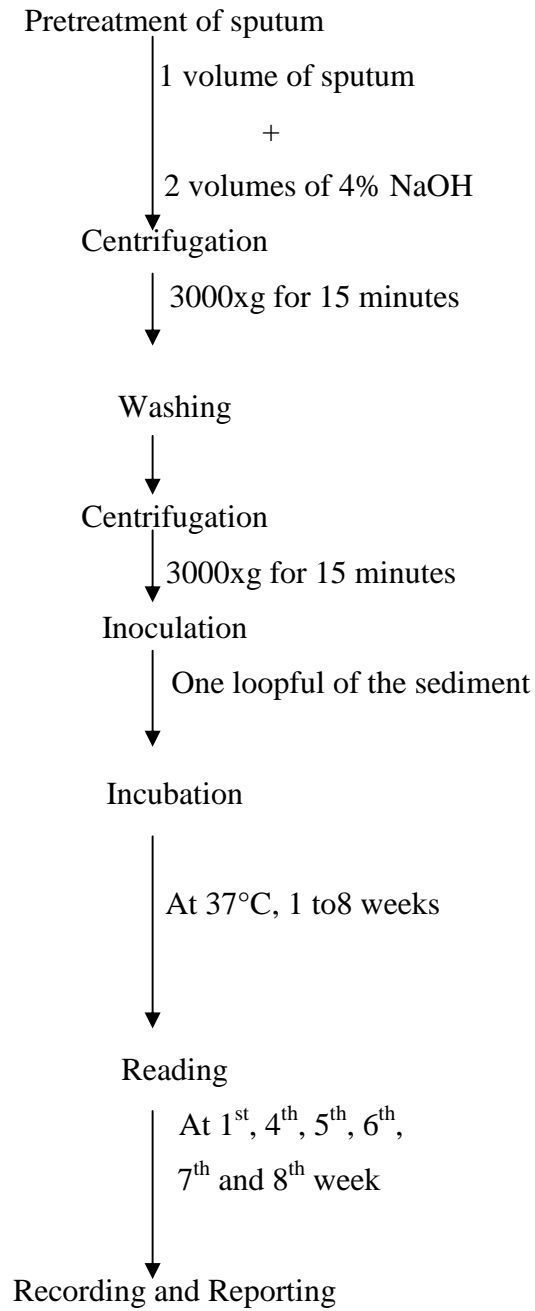 Pretreatment of sputum
1 volume of sputum
+
2 volumes of 4% NaOH
Centrifugation
3000xg for 15 minutes
Washing
Centrifugation
3000xg for 15 minutes
Inoculation
One loopful of the sediment
Incubation
At 37°C, 1 to8 weeks
Reading
At 1st, 4th, 5th, 6th,
7th and 8th week
Recording and Reporting